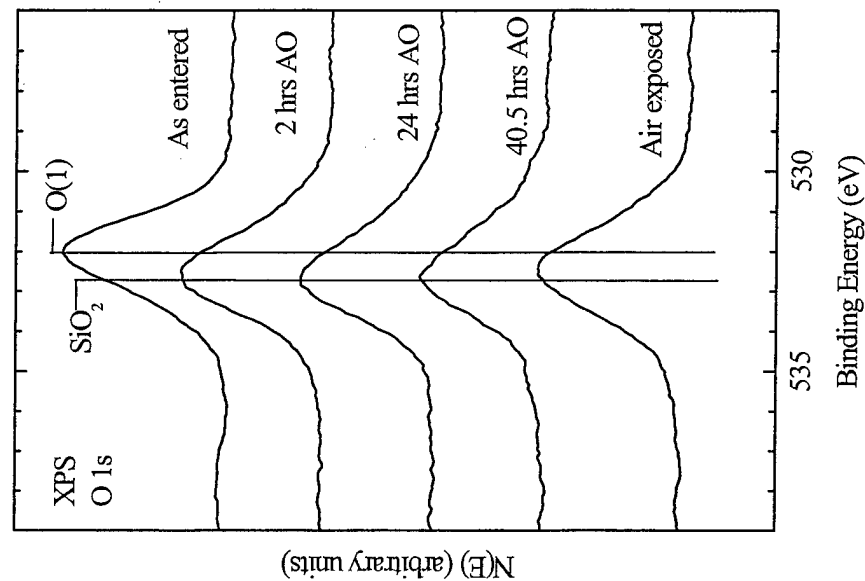 XPS
O 1s
SiO2
O(1)
As entered
2 hrs AO
24 hrs AO
40.5 hrs AO
Air exposed
535
530
Binding Energy (eV)
N(E) (arbitrary units)